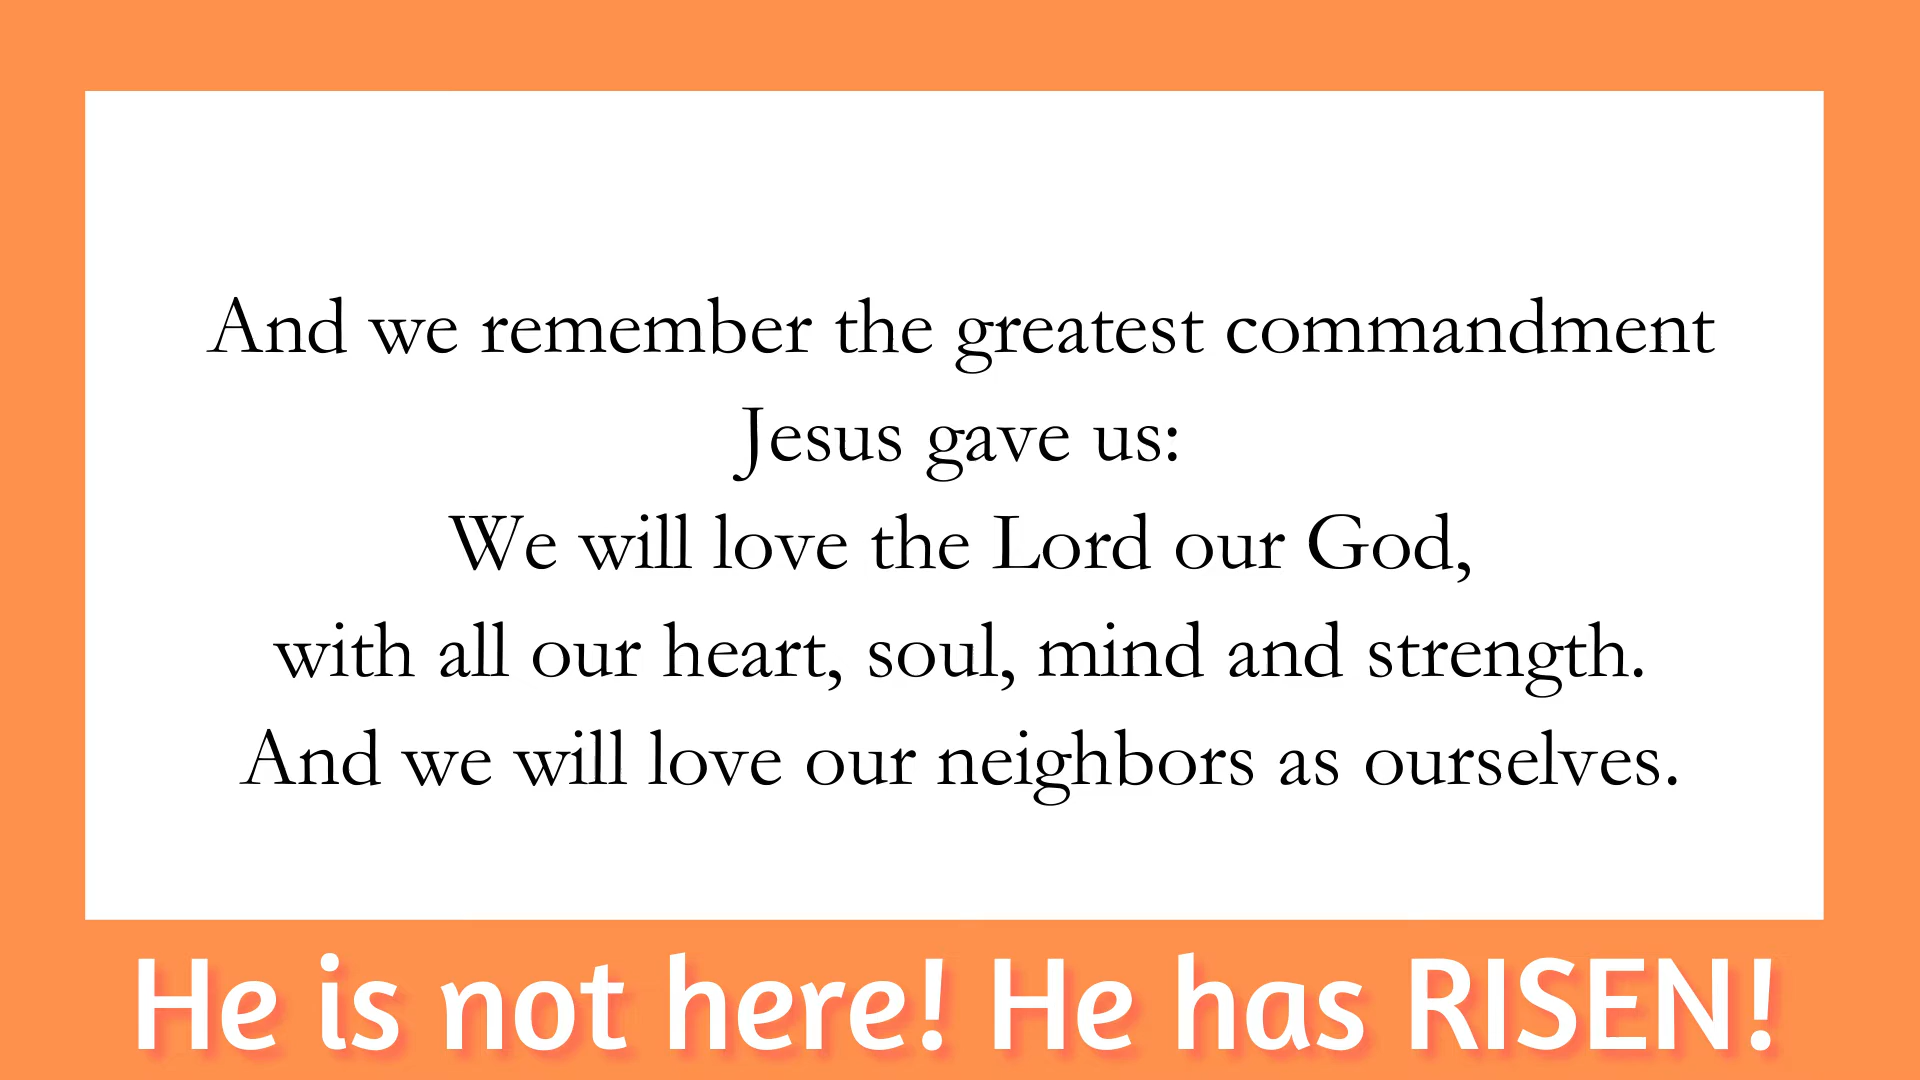 And we remember the greatest commandment
Jesus gave us:
We will love the Lord our God,
with all our heart, soul, mind and strength.
And we will love our neighbors as ourselves.
He is not here! He has RISEN!